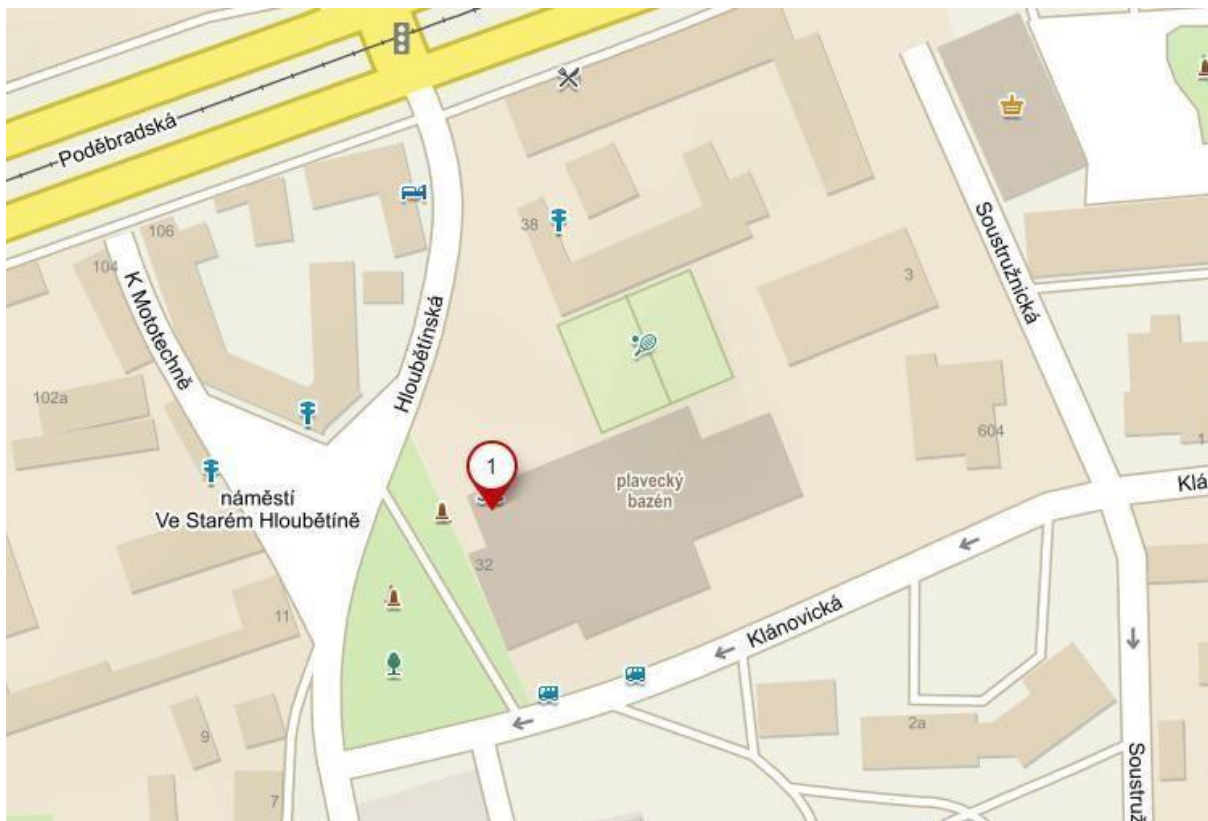 Poděbradská
106
38
104
3
Soustružnická
K Mototechně
Hloubětínská
102a
604
1
1
plavecký
bazén
Klá
náměstí
Ve Starém Hloubětíně
32
Klánovická
11
2a
9
7
Soustruž